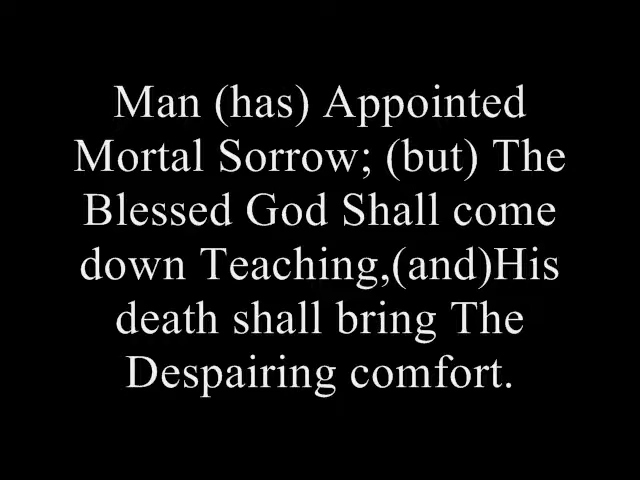 Man (has) Appointed
Mortal Sorrow; (but) The
Blessed God Shall come
down Teaching,(and)His
death shall bring The
Despairing comfort.